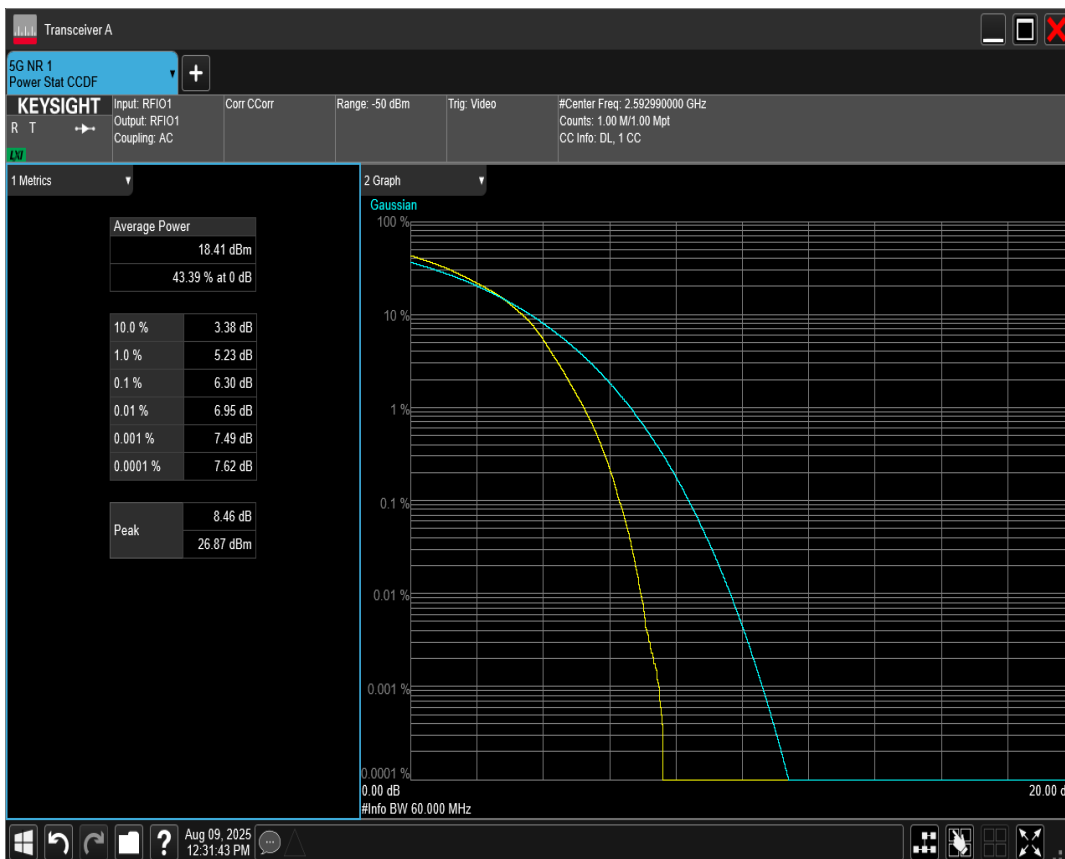 Transceiver A
5G NR 1
Power Stat CCDF
KEYSIGHT
R T
LXI
Input: RFIO1
Output: RFIO1
Coupling: AC
Corr CCorr
Range: -50 dBm
Trig: Video
#Center Freq: 2.592990000 GHz
Counts: 1.00 M/1.00 Mpt
CC Info: DL, 1 CC
1 Metrics
Average Power
18.41 dBm
43.39 % at 0 dB
10.0 % 3.38 dB
1.0 % 5.23 dB
0.1 % 6.30 dB
0.01 % 6.95 dB
0.001 % 7.49 dB
0.0001 % 7.62 dB
Peak
8.46 dB
26.87 dBm
2 Graph
Gaussian
100 %
10 %
1 %
0.1 %
0.01 %
0.001 %
0.0001 %
0.00 dB
20.00 d
#Info BW 60.000 MHz
?
Aug 09, 2025
12:31:43 PM